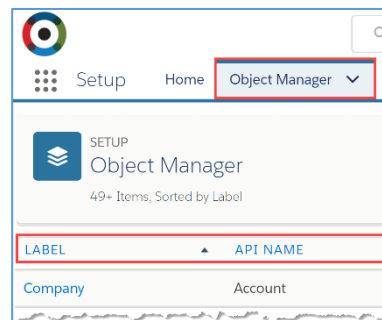 Setup Home Object Manager
SETUP
Object Manager
49+ Items, Sorted by Label
LABEL API NAME
Company Account